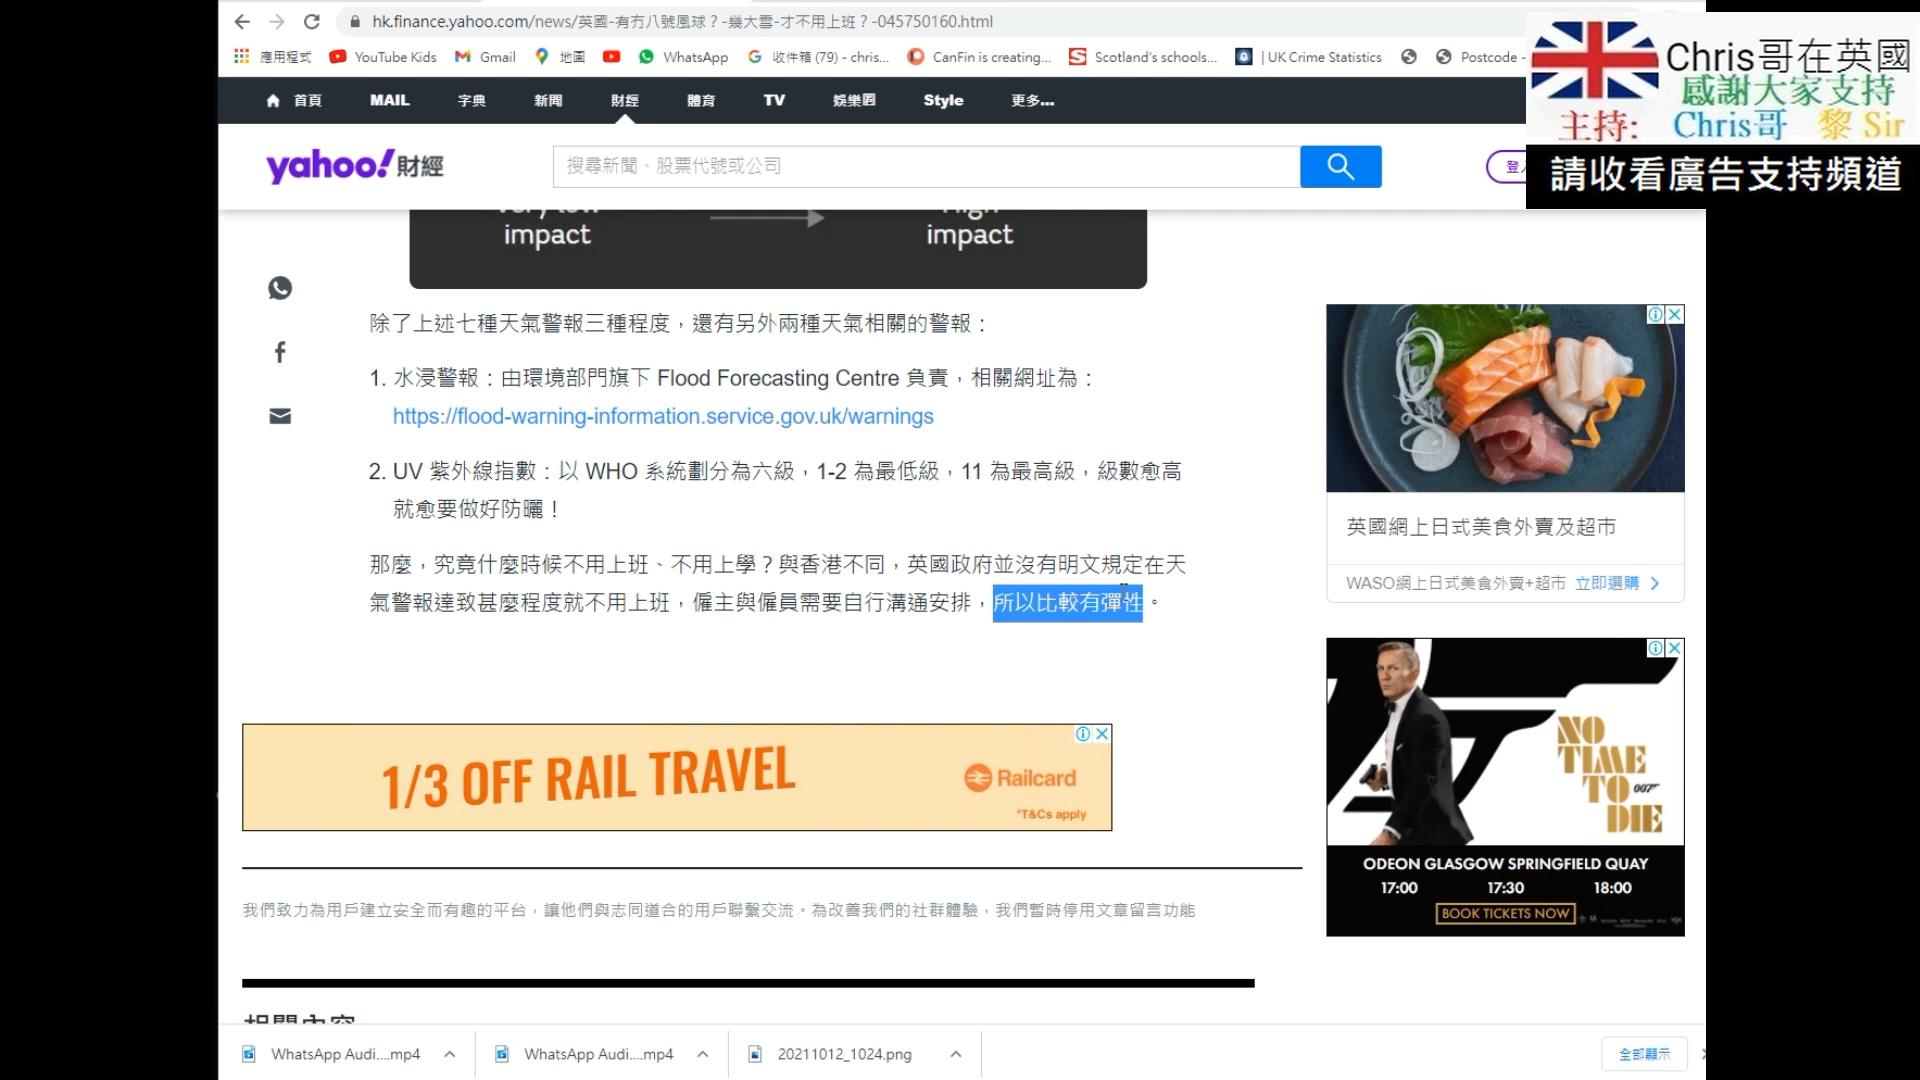 hk.finance.yahoo.com/news/英國-有冇八號風球？-幾大雪-才不用上班？-045750160.html
應用程式 YouTube Kids Gmail 地圖 WhatsApp 收件箱 (79) - chris... CanFin is creating... Scotland's schools... | UK Crime Statistics Postcode -
Chris哥在英國
感謝大家支持
主持: Chris哥 黎 Sir
請收看廣告支持頻道
首頁 MAIL 字典 新聞 財經 體育 TV 娛樂圈 Style 更多...
yahoo!財經
搜尋新聞、股票代號或公司
impact
impact
除了上述七種天氣警報三種程度，還有另外兩種天氣相關的警報：
1. 水浸警報：由環境部門旗下 Flood Forecasting Centre 負責，相關網址為：
https://flood-warning-information.service.gov.uk/warnings
2. UV 紫外線指數：以 WHO 系統劃分為六級，1-2 為最低級，11 為最高級，級數愈高
就愈要做好防曬！
那麼，究竟什麼時候不用上班、不用上學？與香港不同，英國政府並沒有明文規定在天
氣警報達致甚麼程度就不用上班，僱主與僱員需要自行溝通安排，所以比較有彈性。
英國網上日式美食外賣及超市
WASO網上日式美食外賣+超市 立即選購
1/3 OFF RAIL TRAVEL
Railcard
*T&Cs apply
NO
TIME
TO 007
DIE
ODEON GLASGOW SPRINGFIELD QUAY
17:00 17:30 18:00
BOOK TICKETS NOW
我們致力為用戶建立安全而有趣的平台，讓他們與志同道合的用戶聯繫交流。為改善我們的社群體驗，我們暫時停用文章留言功能
相關內容
WhatsApp Audi....mp4 WhatsApp Audi....mp4 20211012_1024.png 全部顯示